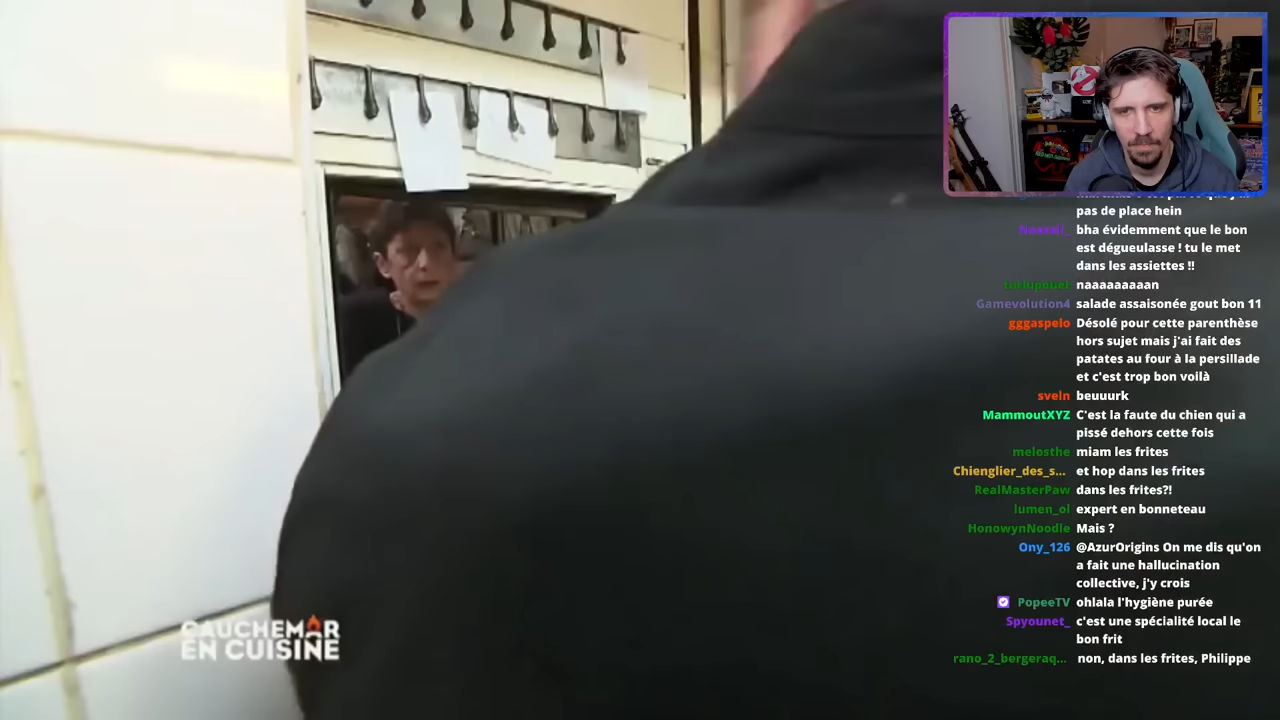 pas de place hein
bha évidemment que le bon
est dégueulasse ! tu le met
dans les assiettes !!
naaaaaaaaan
Gamevolution4 salade assaisonée gout bon 11
gggaspelo Désolé pour cette parenthèse
hors sujet mais j'ai fait des
patates au four à la persillade
et c'est trop bon voilà
svein beuuurk
MammoutXYZ C'est la faute du chien qui a
pissé dehors cette fois
melosthe miam les frites
Chienglier_des_s... et hop dans les frites
RealMasterPaw dans les frites?!
lumen_ol expert en bonneteau
HonowynNoodle Mais ?
Ony_126 @AzurOrigins On me dis qu'on
a fait une hallucination
collective, j'y crois
PopeeTV ohlala l'hygiène purée
Spyounet_ c'est une spécialité local le
bon frit
rano_2_bergeraq... non, dans les frites, Philippe
CAUCHEMAR
EN CUISINE